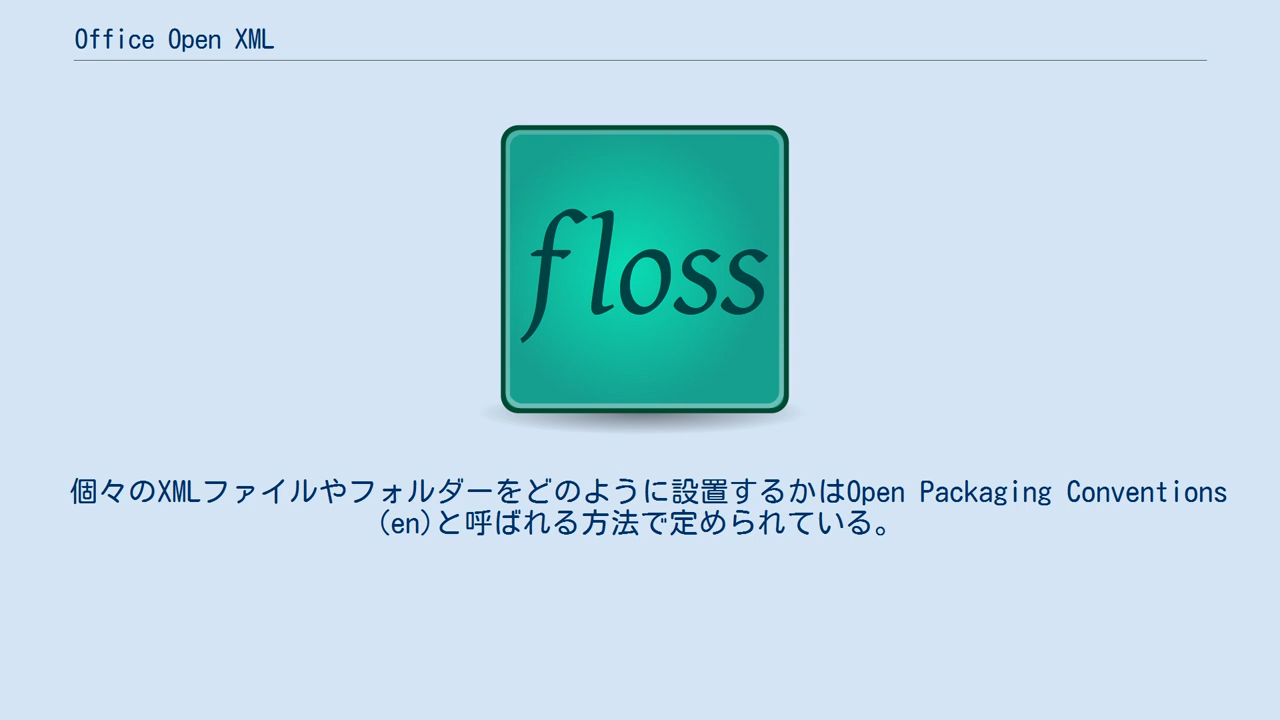 Office Open XML
floss
個々のXMLファイルやフォルダーをどのように設置するかはOpen Packaging Conventions
(en)と呼ばれる方法で定められている。